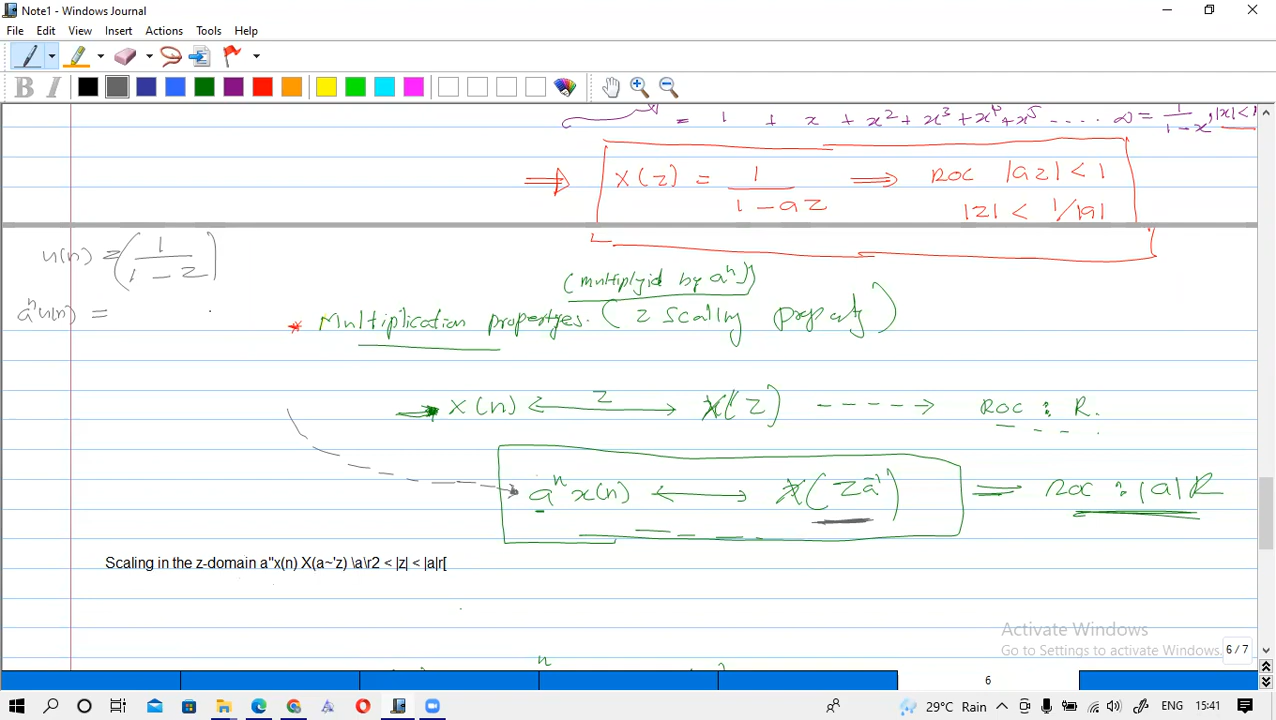 Note1 - Windows Journal
File Edit View Insert Actions Tools Help
B I
= 1 + x + x² + x³ + x⁴ + x⁵ ..... ∞ = 1/(1-x), |x| < 1
⇒ X(z) = 1/(1 - az) ⇒ ROC |az| < 1
|z| < 1/|a|
u(n) = (1/(1 - z))
(multiplyid by aⁿ)
aⁿu(n) =
* Multiplication propertyes. (z scaling property)
→ x(n) ←z→ X(z) -----> ROC : R.
aⁿ x(n) ↔ X(za⁻¹) = ROC : |a|R
Scaling in the z-domain a"x(n) X(a~'z) \a\r2 < |z| < |a|r[
n
Activate Windows
Go to Settings to activate Windows.
6 / 7
6
29°C Rain ENG 15:41